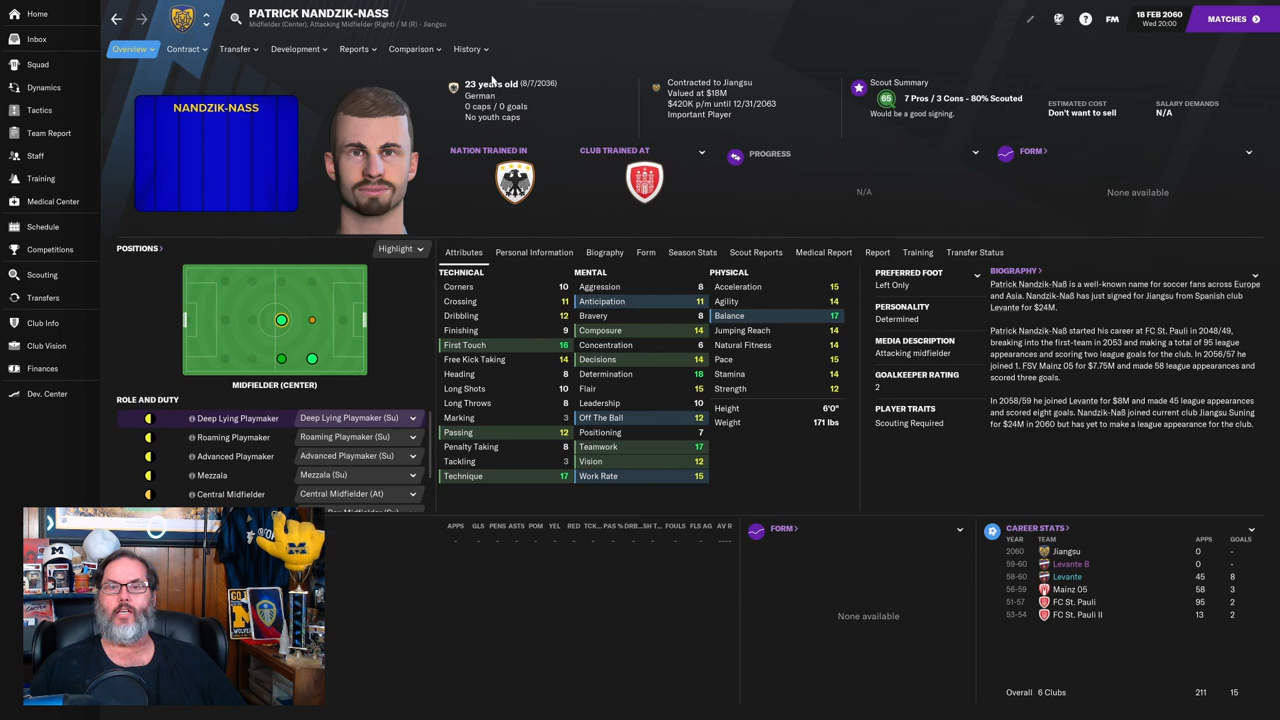 Home
Inbox
Squad
Dynamics
Tactics
Team Report
Staff
Training
Medical Center
Schedule
Competitions
Scouting
Transfers
Club Info
Club Vision
Finances
Dev. Center
PATRICK NANDZIK-NASS
Midfielder (Center), Attacking Midfielder (Right) / M (R) - Jiangsu
FM
18 FEB 2060
Wed 20:00
MATCHES
Overview
Contract
Transfer
Development
Reports
Comparison
History
NANDZIK-NASS
23 years old (8/7/2036)
German
0 caps / 0 goals
No youth caps
Contracted to Jiangsu
Valued at $18M
$420K p/m until 12/31/2063
Important Player
Scout Summary
65
7 Pros / 3 Cons - 80% Scouted
Would be a good signing.
ESTIMATED COST
Don't want to sell
SALARY DEMANDS
N/A
NATION TRAINED IN
CLUB TRAINED AT
PROGRESS
N/A
FORM>
None available
POSITIONS>
Highlight
MIDFIELDER (CENTER)
ROLE AND DUTY
Deep Lying Playmaker Deep Lying Playmaker (Su)
Roaming Playmaker Roaming Playmaker (Su)
Advanced Playmaker Advanced Playmaker (Su)
Mezzala Mezzala (Su)
Central Midfielder Central Midfielder (At)
Attributes Personal Information Biography Form Season Stats Scout Reports Medical Report Report Training Transfer Status
TECHNICAL
Corners 10
Crossing 11
Dribbling 12
Finishing 9
First Touch 16
Free Kick Taking 14
Heading 8
Long Shots 10
Long Throws 8
Marking 3
Passing 12
Penalty Taking 8
Tackling 3
Technique 17
MENTAL
Aggression 8
Anticipation 11
Bravery 8
Composure 14
Concentration 6
Decisions 14
Determination 18
Flair 15
Leadership 10
Off The Ball 12
Positioning 7
Teamwork 17
Vision 12
Work Rate 15
PHYSICAL
Acceleration 15
Agility 14
Balance 17
Jumping Reach 14
Natural Fitness 14
Pace 15
Stamina 14
Strength 12
Height 6'0"
Weight 171 lbs
PREFERRED FOOT
Left Only
PERSONALITY
Determined
MEDIA DESCRIPTION
Attacking midfielder
GOALKEEPER RATING
2
PLAYER TRAITS
Scouting Required
BIOGRAPHY>
Patrick Nandzik-Naß is a well-known name for soccer fans across Europe
and Asia. Nandzik-Naß has just signed for Jiangsu from Spanish club
Levante for $24M.
Patrick Nandzik-Naß started his career at FC St. Pauli in 2048/49,
breaking into the first-team in 2053 and making a total of 95 league
appearances and scoring two league goals for the club. In 2056/57 he
joined 1. FSV Mainz 05 for $7.75M and made 58 league appearances and
scored three goals.
In 2058/59 he joined Levante for $8M and made 45 league appearances
and scored eight goals. Nandzik-Naß joined current club Jiangsu Suning
for $24M in 2060 but has yet to make a league appearance for the club.
APPS GLS PENS ASTS POM YEL RED TCK... PAS % DRB... SH T... FOULS FLS AG AV R
- - - - - - - - - - - - - ----
FORM>
None available
CAREER STATS>
YEAR TEAM APPS GOALS
2060 Jiangsu 0 -
59-60 Levante B 0 -
58-60 Levante 45 8
56-59 Mainz 05 58 3
51-57 FC St. Pauli 95 2
53-54 FC St. Pauli II 13 2
Overall 6 Clubs 211 15